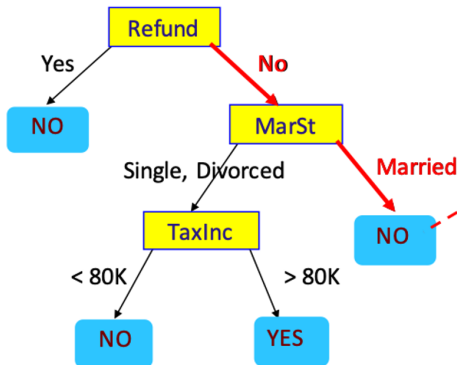 Refund
Yes
No
NO
MarSt
Single, Divorced
Married
TaxInc
NO
< 80K
> 80K
NO
YES